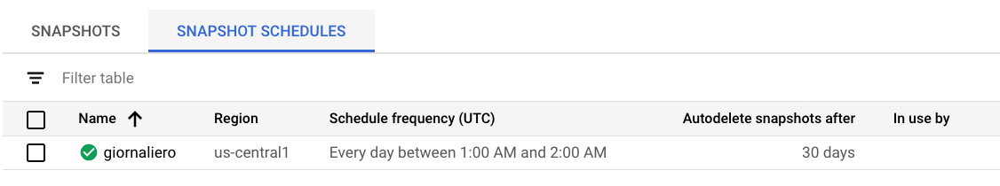 SNAPSHOTS SNAPSHOT SCHEDULES
Filter table
Name Region Schedule frequency (UTC) Autodelete snapshots after In use by
giornaliero us-central1 Every day between 1:00 AM and 2:00 AM 30 days